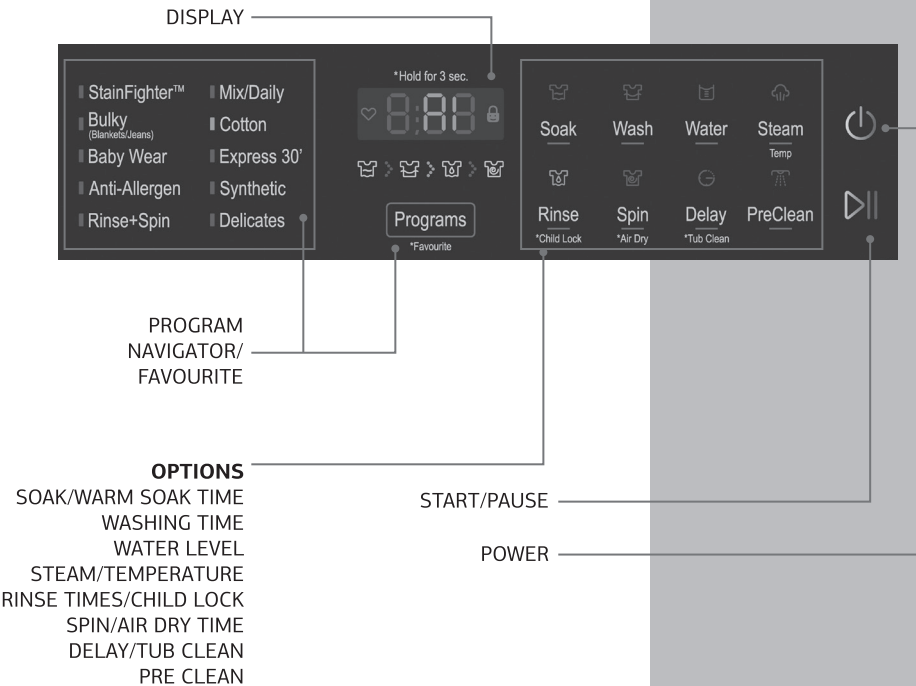 DISPLAY
*Hold for 3 sec.
StainFighter™ Mix/Daily
Bulky Cotton
(Blankets/Jeans)
Baby Wear Express 30'
Anti-Allergen Synthetic
Rinse+Spin Delicates
8:AI8
Programs
*Favourite
Soak Wash Water Steam
Temp
Rinse Spin Delay PreClean
*Child Lock *Air Dry *Tub Clean
PROGRAM
NAVIGATOR/
FAVOURITE
OPTIONS
SOAK/WARM SOAK TIME
WASHING TIME
WATER LEVEL
STEAM/TEMPERATURE
RINSE TIMES/CHILD LOCK
SPIN/AIR DRY TIME
DELAY/TUB CLEAN
PRE CLEAN
START/PAUSE
POWER